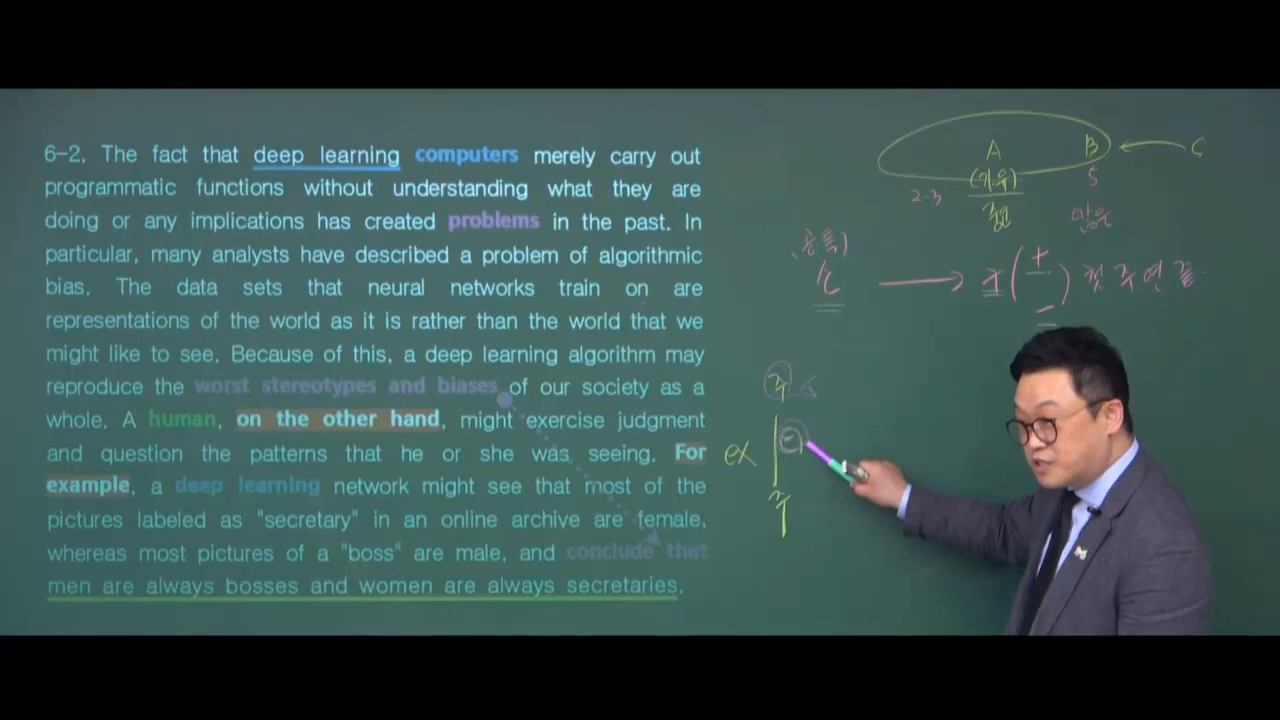 6-2. The fact that deep learning computers merely carry out
programmatic functions without understanding what they are
doing or any implications has created problems in the past. In
particular, many analysts have described a problem of algorithmic
bias. The data sets that neural networks train on are
representations of the world as it is rather than the world that we
might like to see. Because of this, a deep learning algorithm may
reproduce the worst stereotypes and biases of our society as a
whole. A human, on the other hand, might exercise judgment
and question the patterns that he or she was seeing. For
example, a deep learning network might see that most of the
pictures labeled as "secretary" in an online archive are female,
whereas most pictures of a "boss" are male, and conclude that
men are always bosses and women are always secretaries.
A B
2-3 5
ex
주